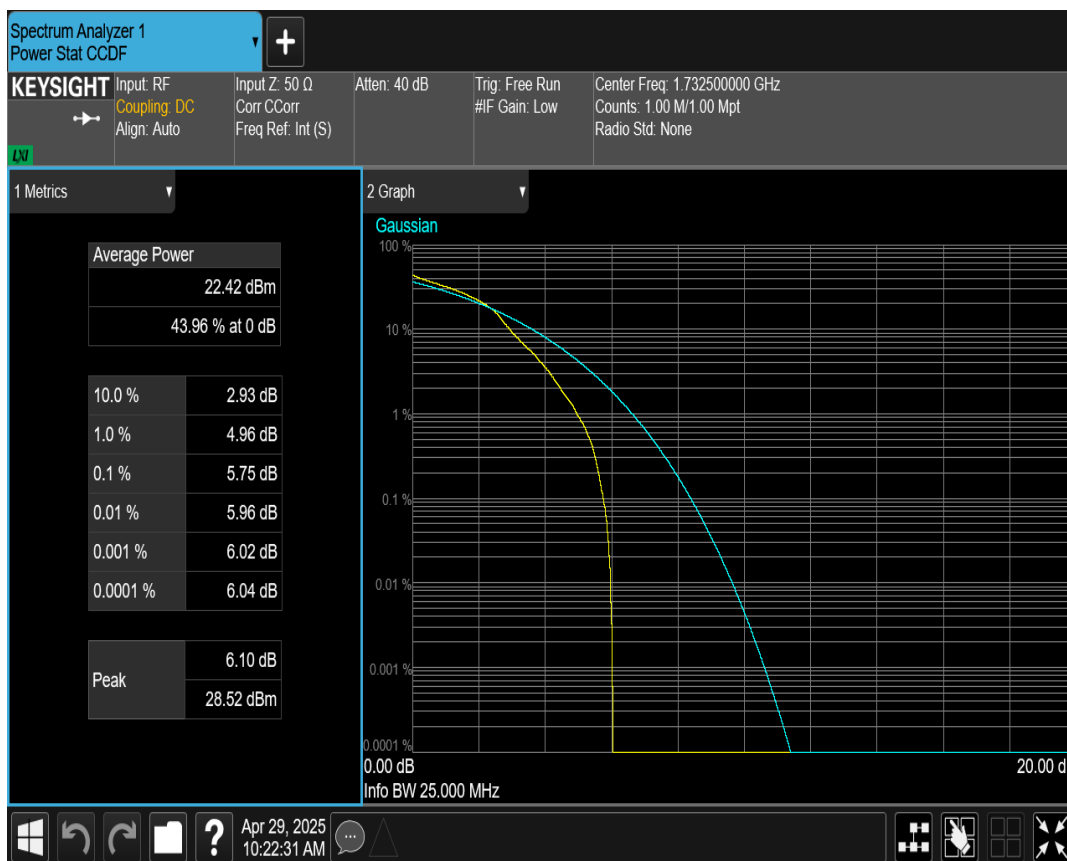 Spectrum Analyzer 1
Power Stat CCDF
+
KEYSIGHT
LXI
Input: RF
Coupling: DC
Align: Auto
Input Z: 50 Ω
Corr CCorr
Freq Ref: Int (S)
Atten: 40 dB
Trig: Free Run
#IF Gain: Low
Center Freq: 1.732500000 GHz
Counts: 1.00 M/1.00 Mpt
Radio Std: None
1 Metrics
Average Power
22.42 dBm
43.96 % at 0 dB
10.0 % 2.93 dB
1.0 % 4.96 dB
0.1 % 5.75 dB
0.01 % 5.96 dB
0.001 % 6.02 dB
0.0001 % 6.04 dB
Peak
6.10 dB
28.52 dBm
2 Graph
Gaussian
100 %
10 %
1 %
0.1 %
0.01 %
0.001 %
0.0001 %
0.00 dB 20.00 d
Info BW 25.000 MHz
?
Apr 29, 2025
10:22:31 AM